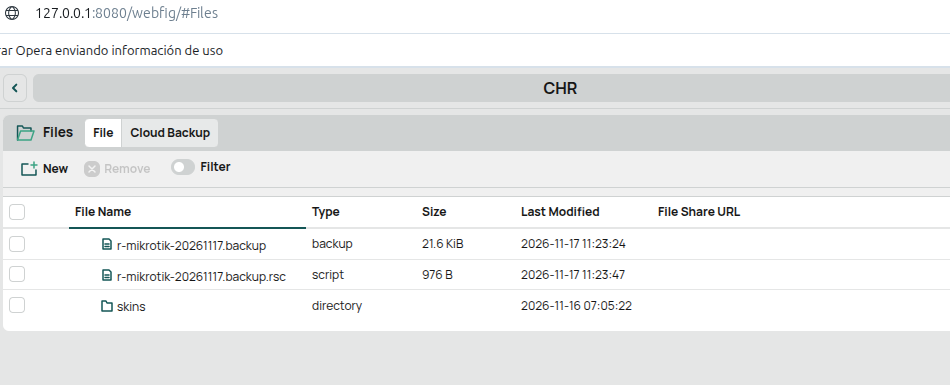 127.0.0.1:8080/webfig/#Files
ar Opera enviando información de uso
CHR
Files File Cloud Backup
New Remove Filter
File Name Type Size Last Modified File Share URL
r-mikrotik-20261117.backup backup 21.6 KiB 2026-11-17 11:23:24
r-mikrotik-20261117.backup.rsc script 976 B 2026-11-17 11:23:47
skins directory 2026-11-16 07:05:22